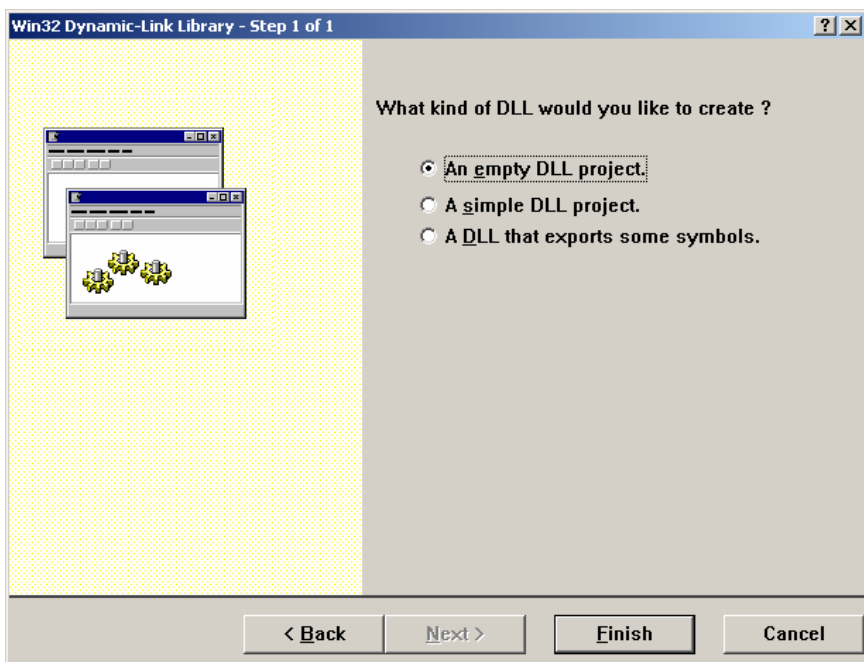 Win32 Dynamic-Link Library - Step 1 of 1
What kind of DLL would you like to create ?
An empty DLL project.
A simple DLL project.
A DLL that exports some symbols.
< Back Next > Finish Cancel